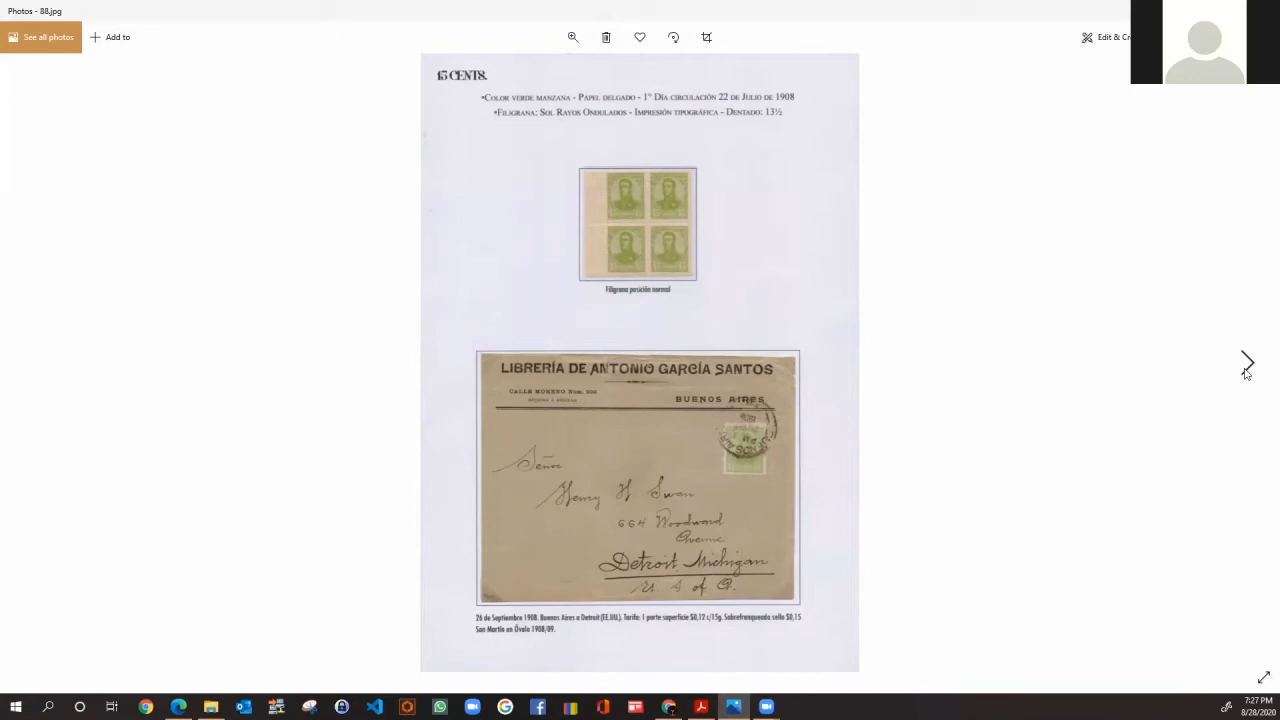 Photos - 88.jpg
See all photos
Add to
Edit & Cr
15 CENTS.
•COLOR VERDE MANZANA - PAPEL DELGADO - 1° DÍA CIRCULACIÓN 22 DE JULIO DE 1908
•FILIGRANA: SOL RAYOS ONDULADOS - IMPRESIÓN TIPOGRÁFICA - DENTADO: 13½
Filigrana posición normal
LIBRERÍA DE ANTONIO GARCÍA SANTOS
CALLE MORENO Núm.
BUENOS AIRES
Señor
Henry H Swan
664 Woodward
Avenue
Detroit Michigan
U S of A.
26 de Septiembre 1908. Buenos Aires a Detroit (EE.UU.). Tarifa: 1 porte superficie $0,12 c/15g. Sobrefranqueada sello $0,15
San Martín en Óvalo 1908/09.
7:27 PM
8/28/2020